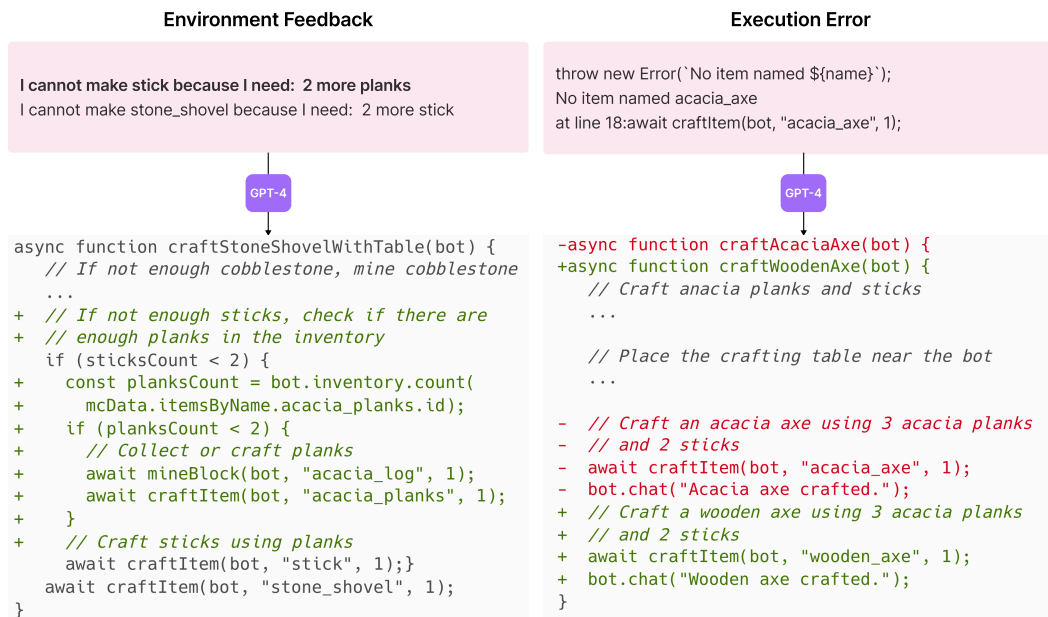 Environment Feedback
I cannot make stick because I need:  2 more planks
I cannot make stone_shovel because I need:  2 more stick
GPT-4
async function craftStoneShovelWithTable(bot) {
   // If not enough cobblestone, mine cobblestone
   ...
+  // If not enough sticks, check if there are
+  // enough planks in the inventory
   if (sticksCount < 2) {
+    const planksCount = bot.inventory.count(
+      mcData.itemsByName.acacia_planks.id);
+    if (planksCount < 2) {
+      // Collect or craft planks
+      await mineBlock(bot, "acacia_log", 1);
+      await craftItem(bot, "acacia_planks", 1);
+    }
+    // Craft sticks using planks
     await craftItem(bot, "stick", 1);}
   await craftItem(bot, "stone_shovel", 1);
}
Execution Error
throw new Error(`No item named ${name}`);
No item named acacia_axe
at line 18:await craftItem(bot, "acacia_axe", 1);
GPT-4
-async function craftAcaciaAxe(bot) {
+async function craftWoodenAxe(bot) {
   // Craft anacia planks and sticks
   ...
   // Place the crafting table near the bot
   ...
-  // Craft an acacia axe using 3 acacia planks
-  // and 2 sticks
-  await craftItem(bot, "acacia_axe", 1);
-  bot.chat("Acacia axe crafted.");
+  // Craft a wooden axe using 3 acacia planks
+  // and 2 sticks
+  await craftItem(bot, "wooden_axe", 1);
+  bot.chat("Wooden axe crafted.");
}